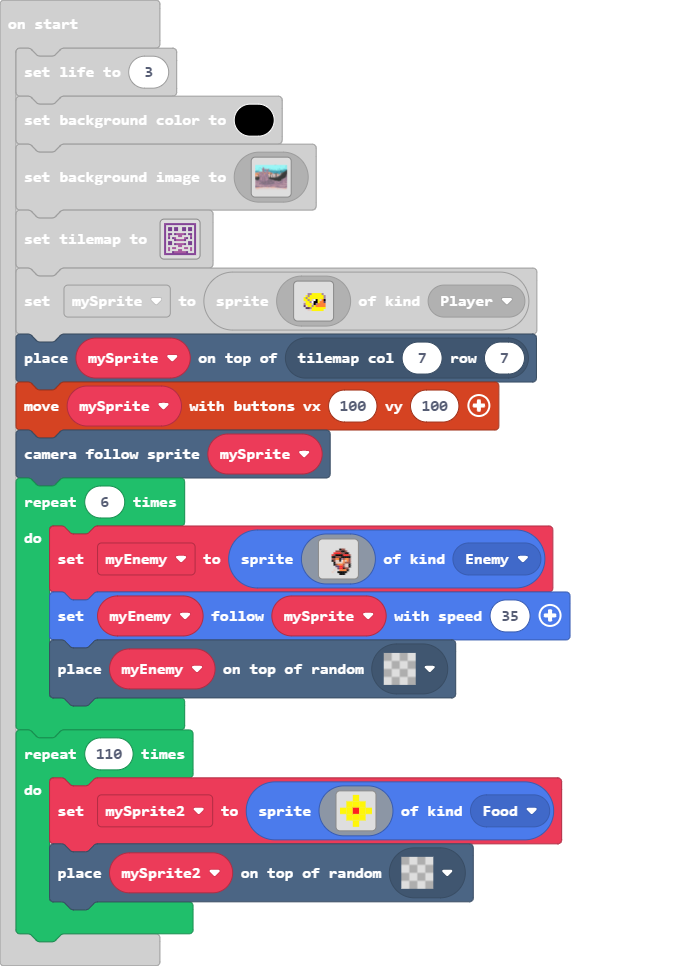 on start
set life to 3
set background color to
set background image to
set tilemap to
set mySprite to sprite of kind Player
place mySprite on top of tilemap col 7 row 7
move mySprite with buttons vx 100 vy 100
camera follow sprite mySprite
repeat 6 times
do
set myEnemy to sprite of kind Enemy
set myEnemy follow mySprite with speed 35
place myEnemy on top of random
repeat 110 times
do
set mySprite2 to sprite of kind Food
place mySprite2 on top of random